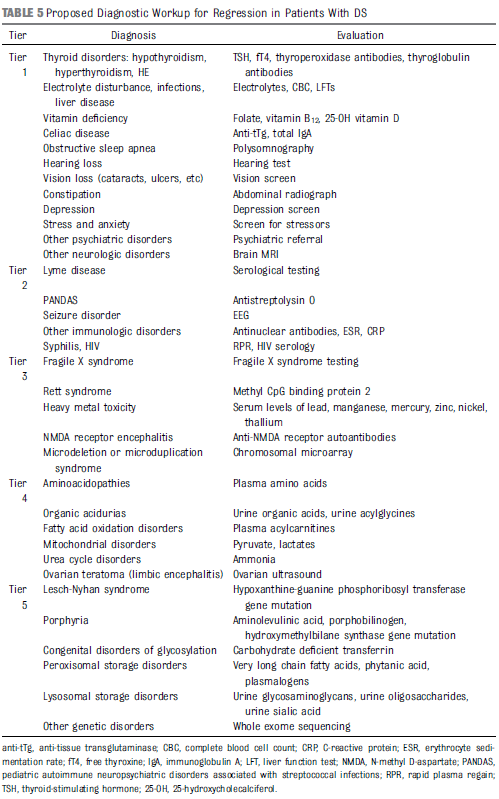 TABLE 5 Proposed Diagnostic Workup for Regression in Patients With DS
Tier Diagnosis Evaluation
Tier Thyroid disorders: hypothyroidism, TSH, fT4, thyroperoxidase antibodies, thyroglobulin
1 hyperthyroidism, HE antibodies
Electrolyte disturbance, infections, Electrolytes, CBC, LFTs
liver disease
Vitamin deficiency Folate, vitamin B12, 25-OH vitamin D
Celiac disease Anti-tTg, total IgA
Obstructive sleep apnea Polysomnography
Hearing loss Hearing test
Vision loss (cataracts, ulcers, etc) Vision screen
Constipation Abdominal radiograph
Depression Depression screen
Stress and anxiety Screen for stressors
Other psychiatric disorders Psychiatric referral
Other neurologic disorders Brain MRI
Tier Lyme disease Serological testing
2
PANDAS Antistreptolysin O
Seizure disorder EEG
Other immunologic disorders Antinuclear antibodies, ESR, CRP
Syphilis, HIV RPR, HIV serology
Tier Fragile X syndrome Fragile X syndrome testing
3
Rett syndrome Methyl CpG binding protein 2
Heavy metal toxicity Serum levels of lead, manganese, mercury, zinc, nickel,
thallium
NMDA receptor encephalitis Anti-NMDA receptor autoantibodies
Microdeletion or microduplication Chromosomal microarray
syndrome
Tier Aminoacidopathies Plasma amino acids
4
Organic acidurias Urine organic acids, urine acylglycines
Fatty acid oxidation disorders Plasma acylcarnitines
Mitochondrial disorders Pyruvate, lactates
Urea cycle disorders Ammonia
Ovarian teratoma (limbic encephalitis) Ovarian ultrasound
Tier Lesch-Nyhan syndrome Hypoxanthine-guanine phosphoribosyl transferase
5 gene mutation
Porphyria Aminolevulinic acid, porphobilinogen,
hydroxymethylbilane synthase gene mutation
Congenital disorders of glycosylation Carbohydrate deficient transferrin
Peroxisomal storage disorders Very long chain fatty acids, phytanic acid,
plasmalogens
Lysosomal storage disorders Urine glycosaminoglycans, urine oligosaccharides,
urine sialic acid
Other genetic disorders Whole exome sequencing
anti-tTg, anti-tissue transglutaminase; CBC, complete blood cell count; CRP, C-reactive protein; ESR, erythrocyte sedi-
mentation rate; fT4, free thyroxine; IgA, immunoglobulin A; LFT, liver function test; NMDA, N-methyl D-aspartate; PANDAS,
pediatric autoimmune neuropsychiatric disorders associated with streptococcal infections; RPR, rapid plasma regain;
TSH, thyroid-stimulating hormone; 25-OH, 25-hydroxycholecalciferol.